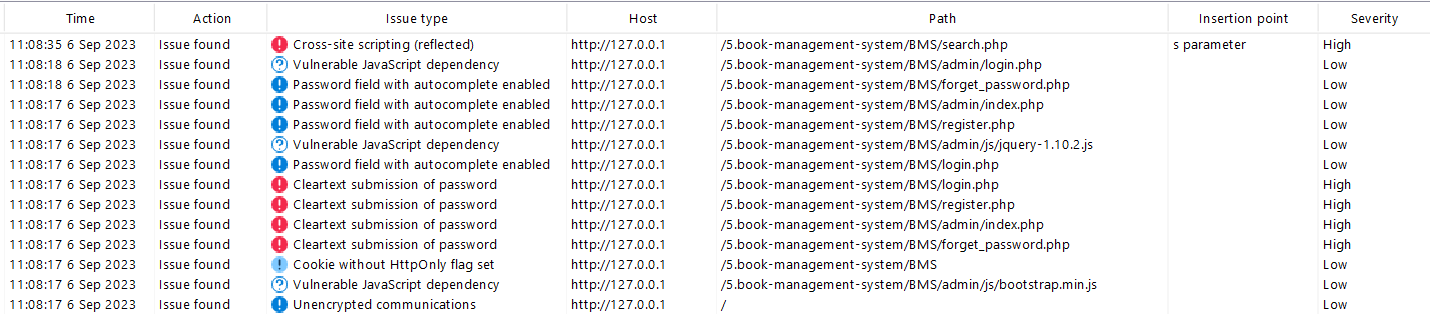 Time Action Issue type Host Path Insertion point Severity
11:08:35 6 Sep 2023 Issue found Cross-site scripting (reflected) http://127.0.0.1 /5.book-management-system/BMS/search.php s parameter High
11:08:18 6 Sep 2023 Issue found Vulnerable JavaScript dependency http://127.0.0.1 /5.book-management-system/BMS/admin/login.php Low
11:08:18 6 Sep 2023 Issue found Password field with autocomplete enabled http://127.0.0.1 /5.book-management-system/BMS/forget_password.php Low
11:08:17 6 Sep 2023 Issue found Password field with autocomplete enabled http://127.0.0.1 /5.book-management-system/BMS/admin/index.php Low
11:08:17 6 Sep 2023 Issue found Password field with autocomplete enabled http://127.0.0.1 /5.book-management-system/BMS/register.php Low
11:08:17 6 Sep 2023 Issue found Vulnerable JavaScript dependency http://127.0.0.1 /5.book-management-system/BMS/admin/js/jquery-1.10.2.js Low
11:08:17 6 Sep 2023 Issue found Password field with autocomplete enabled http://127.0.0.1 /5.book-management-system/BMS/login.php Low
11:08:17 6 Sep 2023 Issue found Cleartext submission of password http://127.0.0.1 /5.book-management-system/BMS/login.php High
11:08:17 6 Sep 2023 Issue found Cleartext submission of password http://127.0.0.1 /5.book-management-system/BMS/register.php High
11:08:17 6 Sep 2023 Issue found Cleartext submission of password http://127.0.0.1 /5.book-management-system/BMS/admin/index.php High
11:08:17 6 Sep 2023 Issue found Cleartext submission of password http://127.0.0.1 /5.book-management-system/BMS/forget_password.php High
11:08:17 6 Sep 2023 Issue found Cookie without HttpOnly flag set http://127.0.0.1 /5.book-management-system/BMS Low
11:08:17 6 Sep 2023 Issue found Vulnerable JavaScript dependency http://127.0.0.1 /5.book-management-system/BMS/admin/js/bootstrap.min.js Low
11:08:17 6 Sep 2023 Issue found Unencrypted communications http://127.0.0.1 / Low